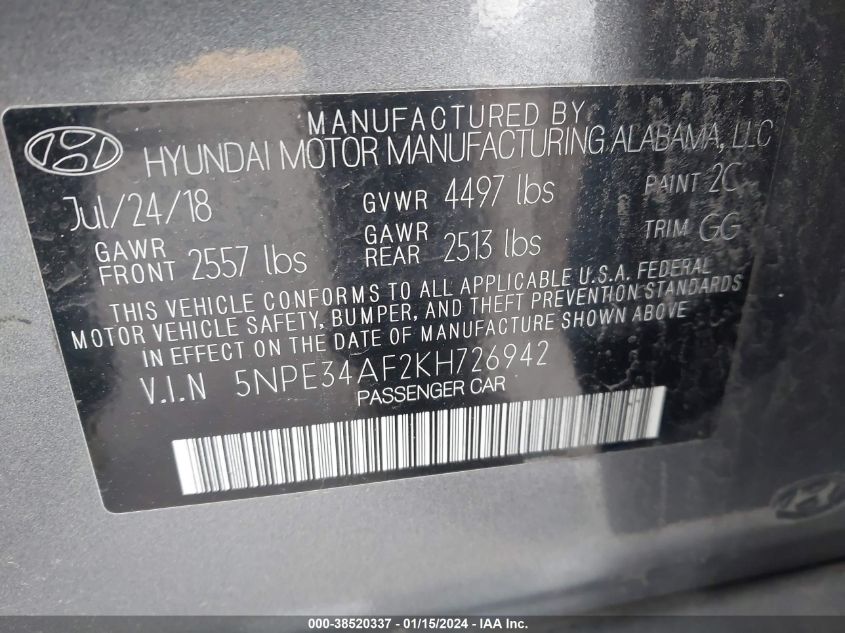 MANUFACTURED BY
HYUNDAI MOTOR MANUFACTURING ALABAMA, LLC
Jul/24/18 GVWR 4497 lbs PAINT 2C
GAWR FRONT 2557 lbs GAWR REAR 2513 lbs TRIM GG
THIS VEHICLE CONFORMS TO ALL APPLICABLE U.S.A. FEDERAL
MOTOR VEHICLE SAFETY, BUMPER, AND THEFT PREVENTION STANDARDS
IN EFFECT ON THE DATE OF MANUFACTURE SHOWN ABOVE
V.I.N 5NPE34AF2KH726942
PASSENGER CAR
000-38520337 - 01/15/2024 - IAA Inc.